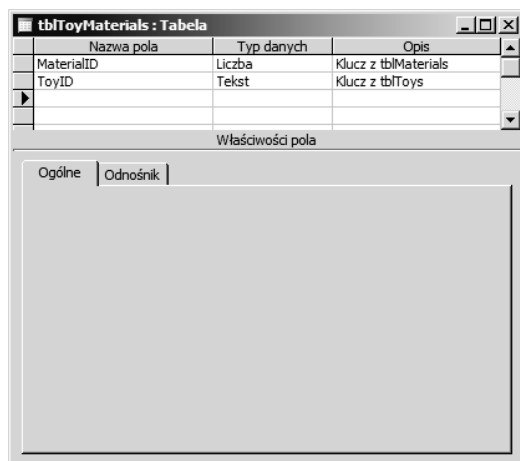 tblToyMaterials : Tabela
Nazwa pola Typ danych Opis
MaterialID Liczba Klucz z tblMaterials
ToyID Tekst Klucz z tblToys
Właściwości pola
Ogólne Odnośnik